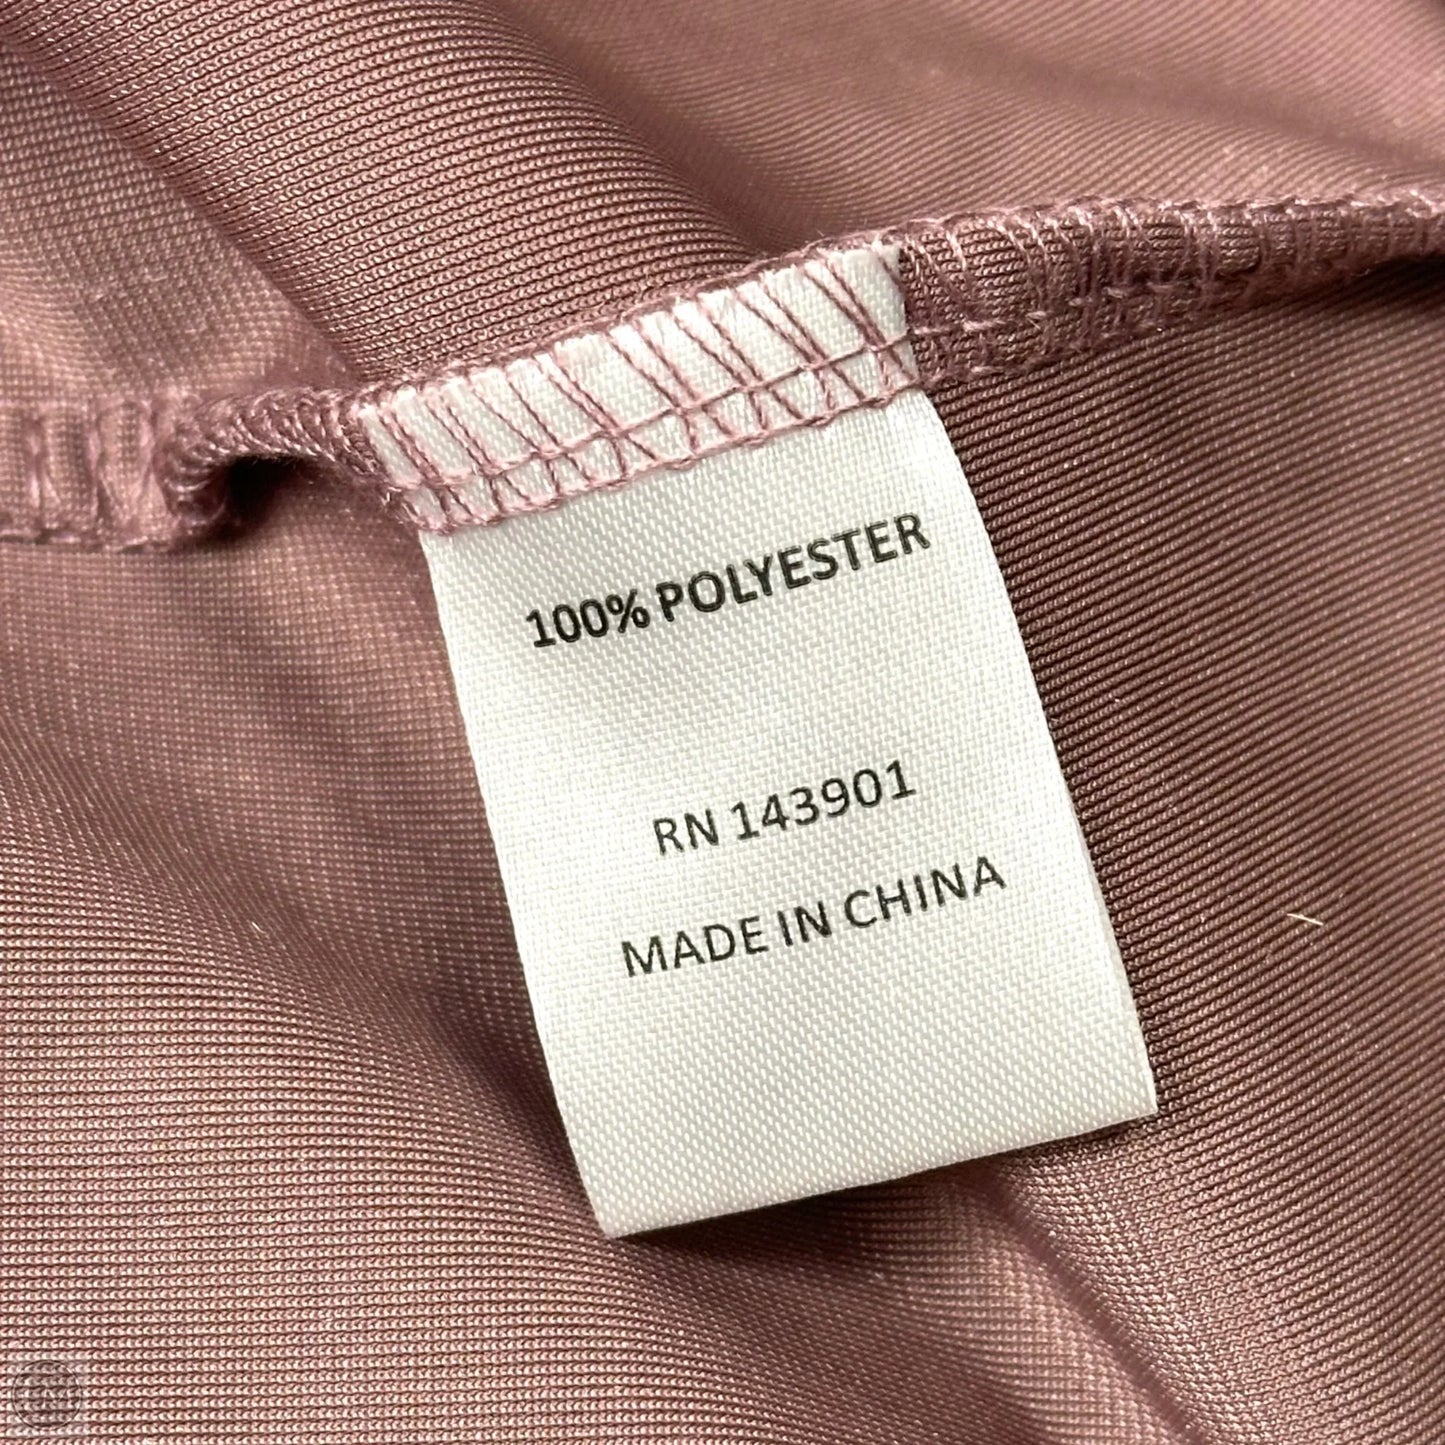 100% POLYESTER
RN 143901
MADE IN CHINA